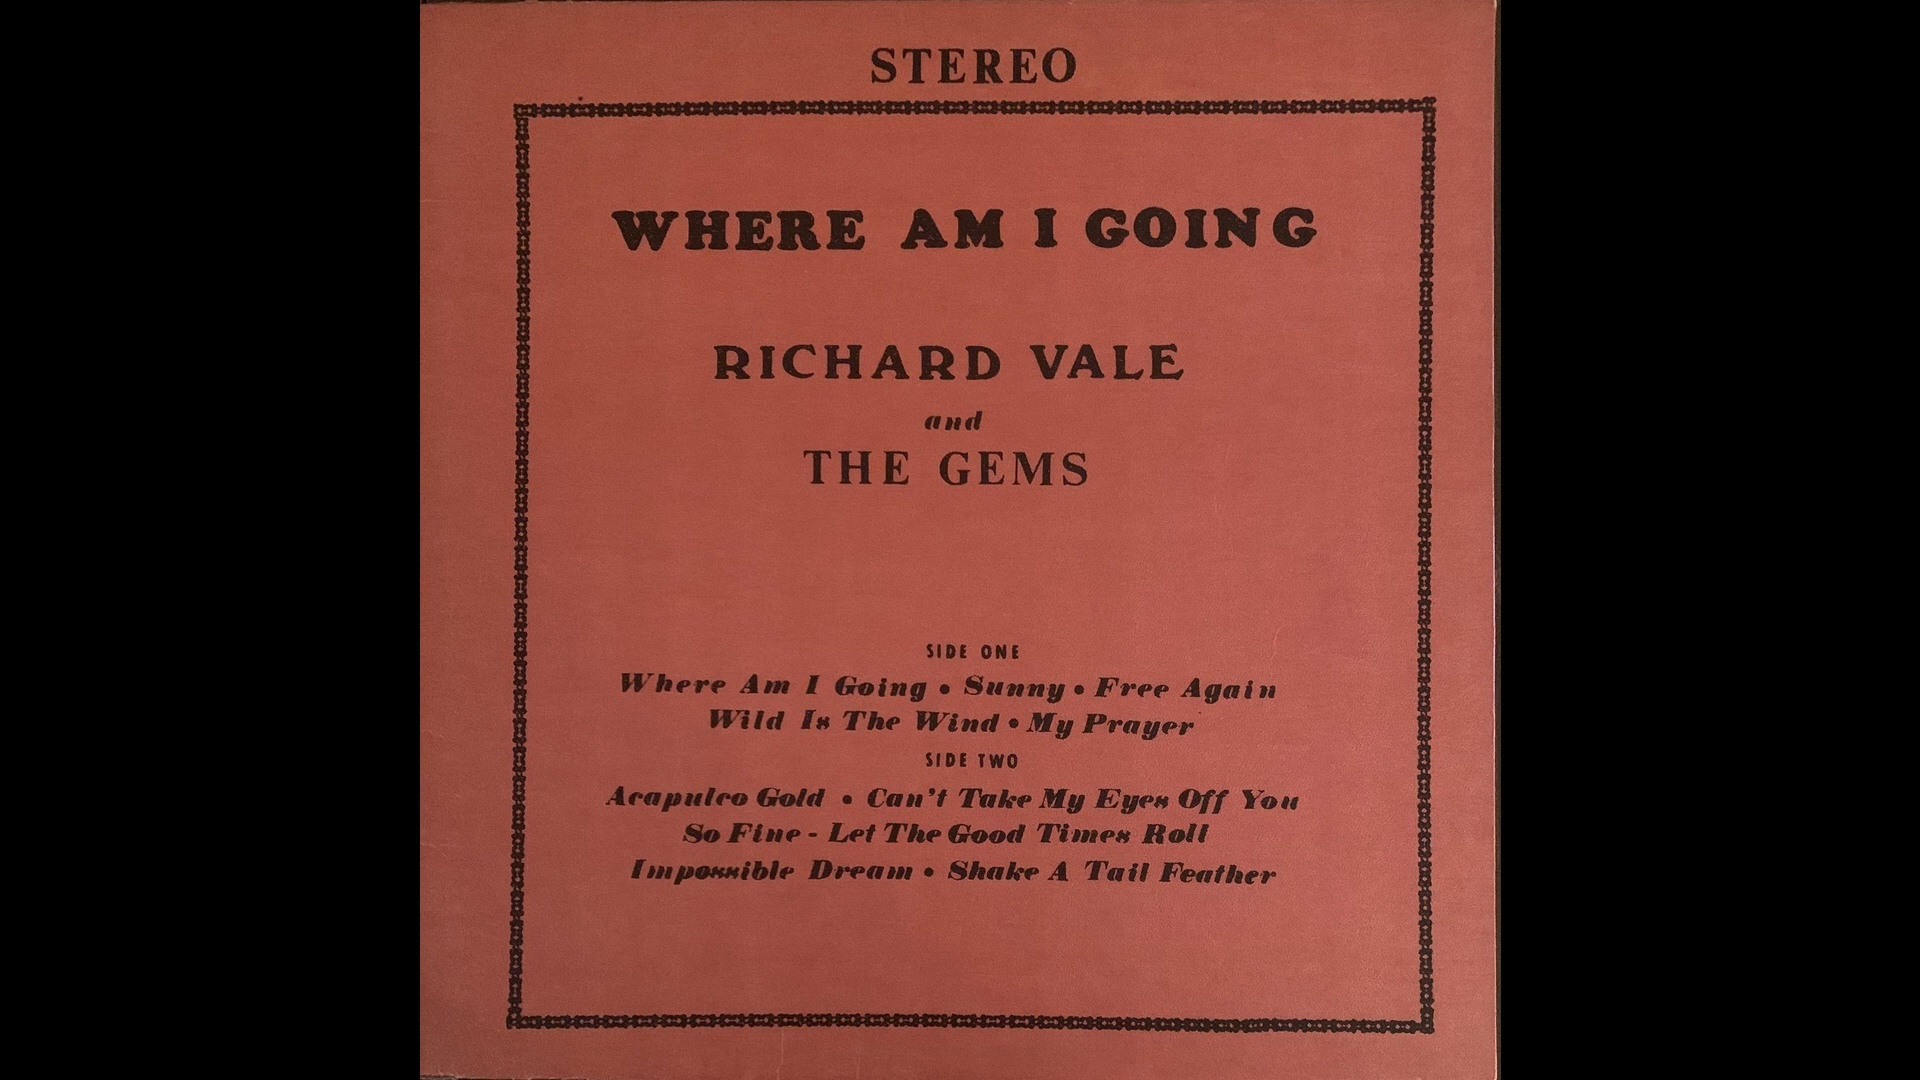 STEREO
WHERE AM I GOING
RICHARD VALE
and
THE GEMS
SIDE ONE
Where Am I Going • Sunny • Free Again
Wild Is The Wind • My Prayer
SIDE TWO
Acapulco Gold • Can't Take My Eyes Off You
So Fine - Let The Good Times Roll
Impossible Dream • Shake A Tail Feather